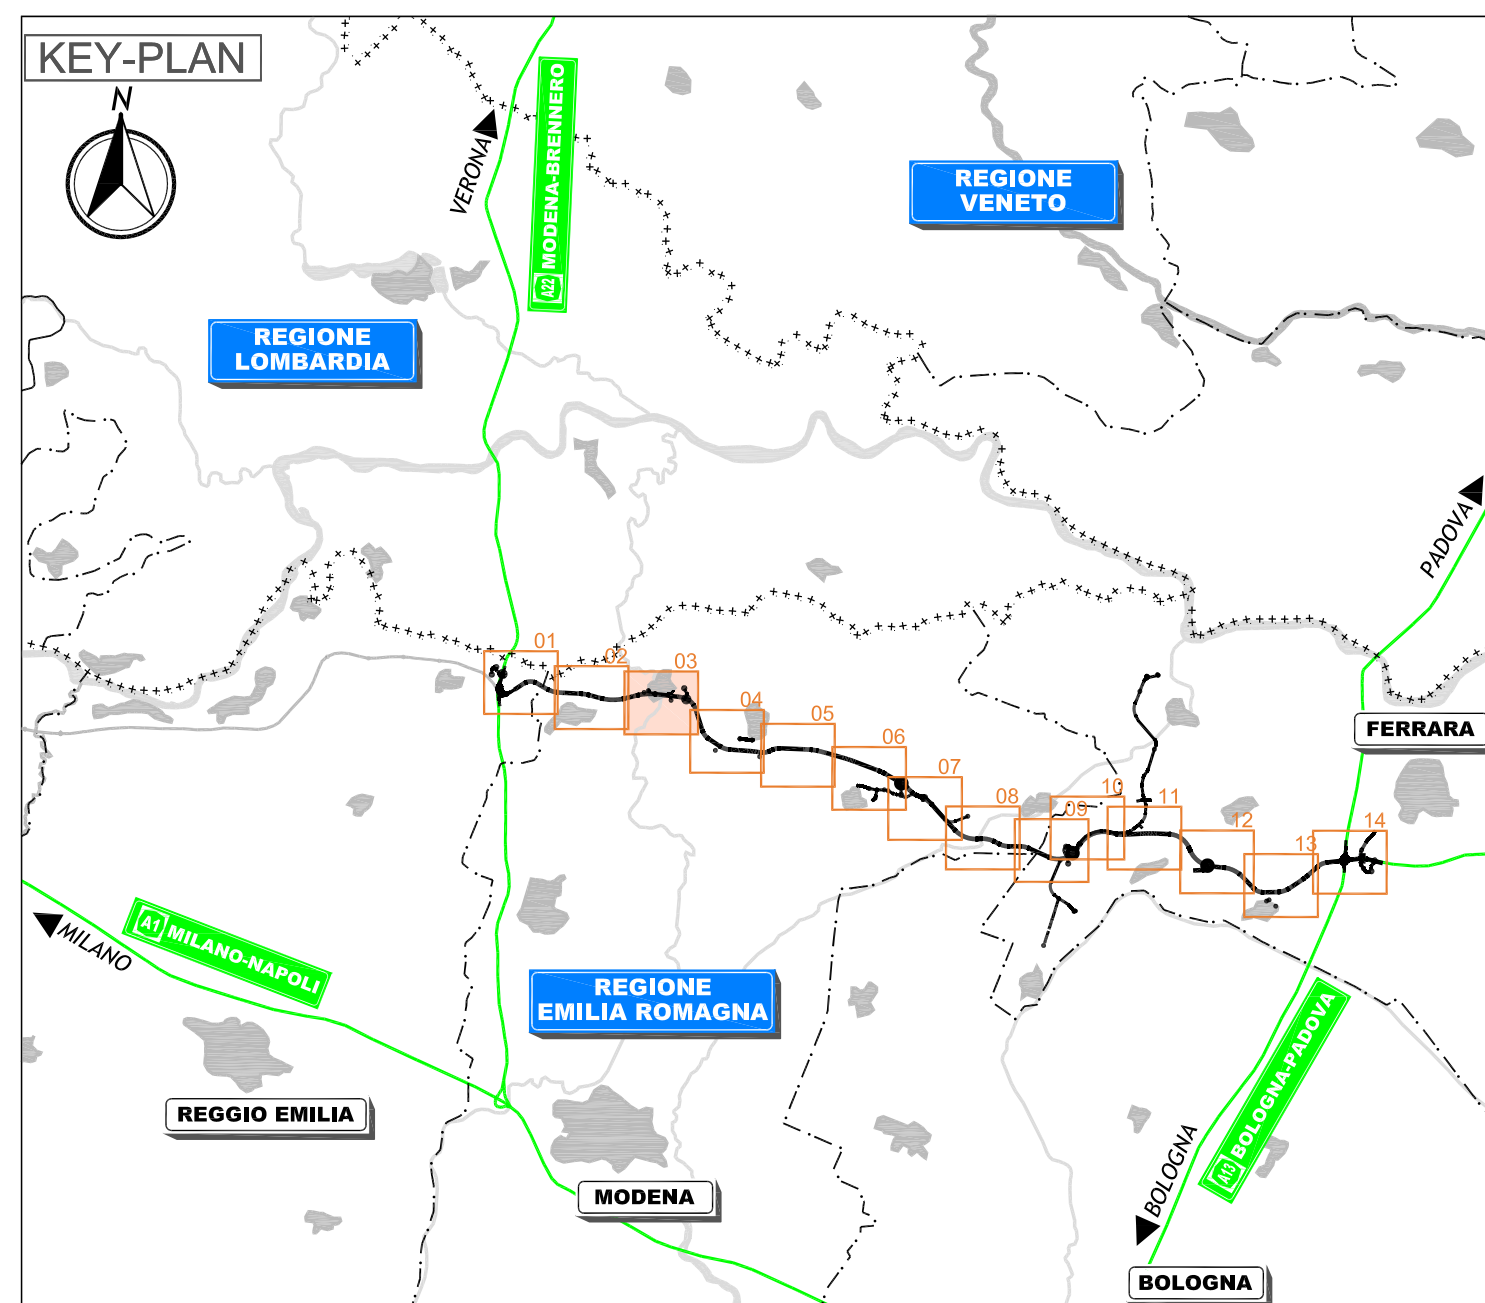 KEY-PLAN
N
VERONA
A22 MODENA-BRENNERO
REGIONE
VENETO
REGIONE
LOMBARDIA
PADOVA
01
02
03
04
05
06
07
08
09
10
11
12
13
14
FERRARA
A1 MILANO-NAPOLI
MILANO
REGIONE
EMILIA ROMAGNA
REGGIO EMILIA
MODENA
A13 BOLOGNA-PADOVA
BOLOGNA
BOLOGNA